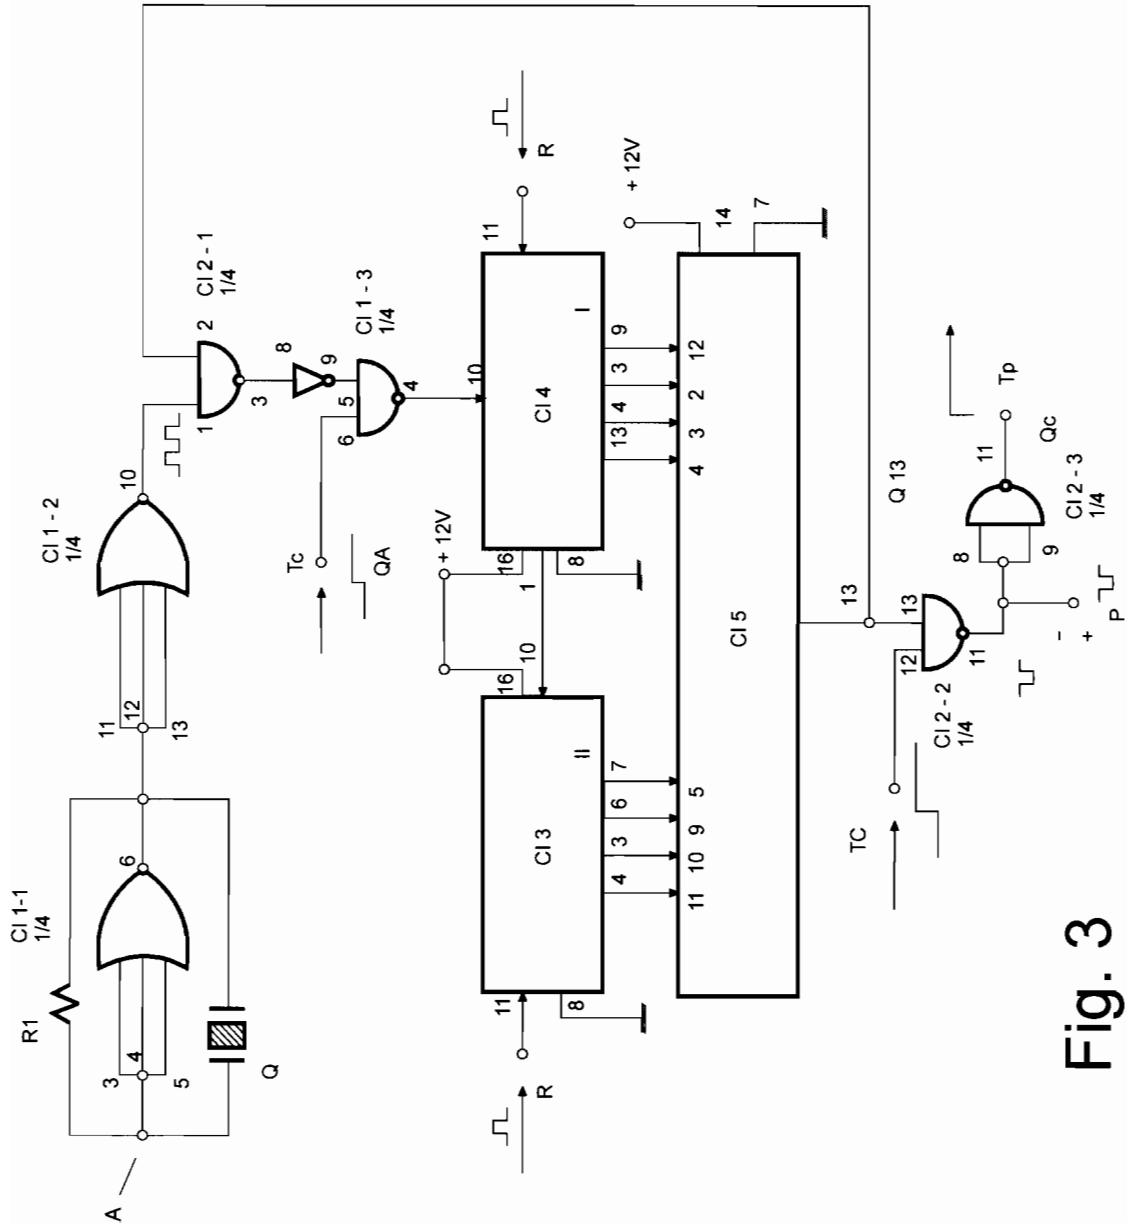 A
R1
CI 1-1
1/4
3
4
5
6
Q
CI 1 - 2
1/4
11
12
13
10
CI 2 - 1
1/4
1
2
3
8
9
CI 1 - 3
1/4
Tc
QA
6
5
4
R
11
8
CI 3
II
16
10
+ 12V
1
16
8
CI 4
I
10
11
R
4
3
6
7
13
4
3
9
11
10
9
5
4
3
2
12
CI 5
+ 12V
14
7
13
Q 13
TC
12
13
CI 2 - 2
1/4
11
-
+
P
8
9
CI 2 - 3
1/4
11
Qc
Tp
Fig. 3